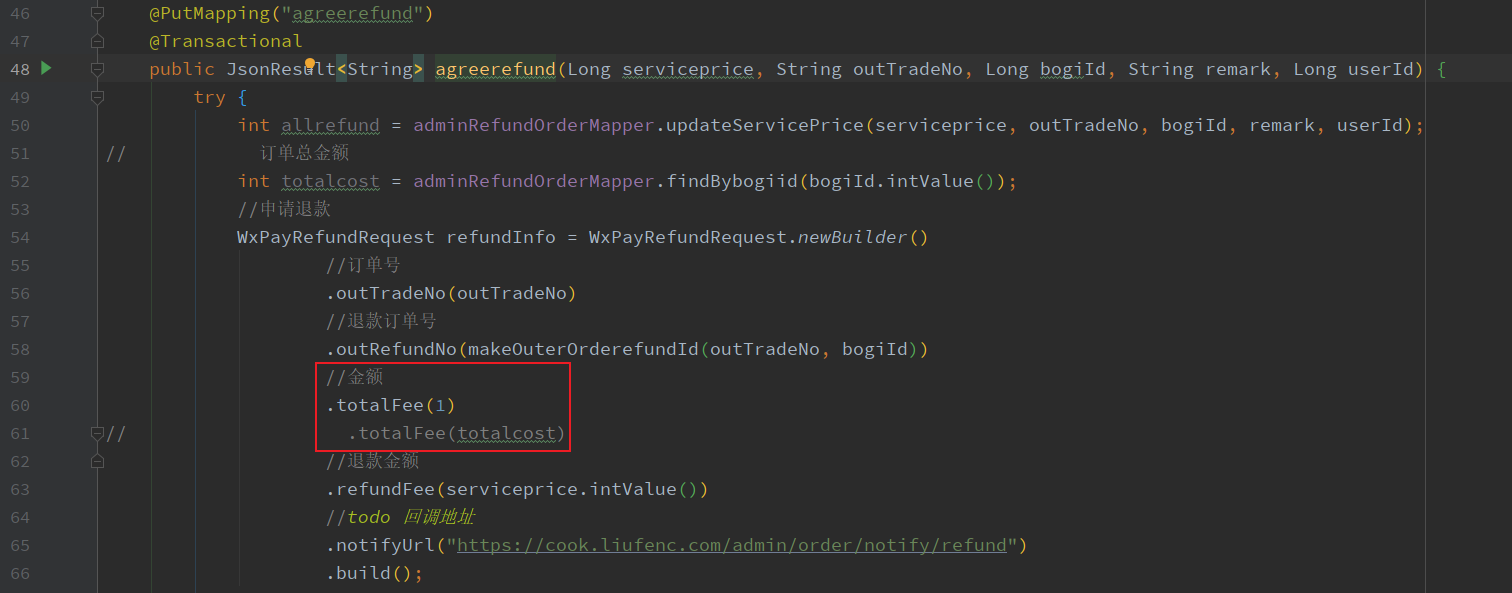 46 @PutMapping("agreerefund")
47 @Transactional
48 public JsonResult<String> agreerefund(Long serviceprice, String outTradeNo, Long bogiId, String remark, Long userId) {
49 try {
50 int allrefund = adminRefundOrderMapper.updateServicePrice(serviceprice, outTradeNo, bogiId, remark, userId);
51 // 订单总金额
52 int totalcost = adminRefundOrderMapper.findBybogiid(bogiId.intValue());
53 //申请退款
54 WxPayRefundRequest refundInfo = WxPayRefundRequest.newBuilder()
55 //订单号
56 .outTradeNo(outTradeNo)
57 //退款订单号
58 .outRefundNo(makeOuterOrderefundId(outTradeNo, bogiId))
59 //金额
60 .totalFee(1)
61 // .totalFee(totalcost)
62 //退款金额
63 .refundFee(serviceprice.intValue())
64 //todo 回调地址
65 .notifyUrl("https://cook.liufenc.com/admin/order/notify/refund")
66 .build();